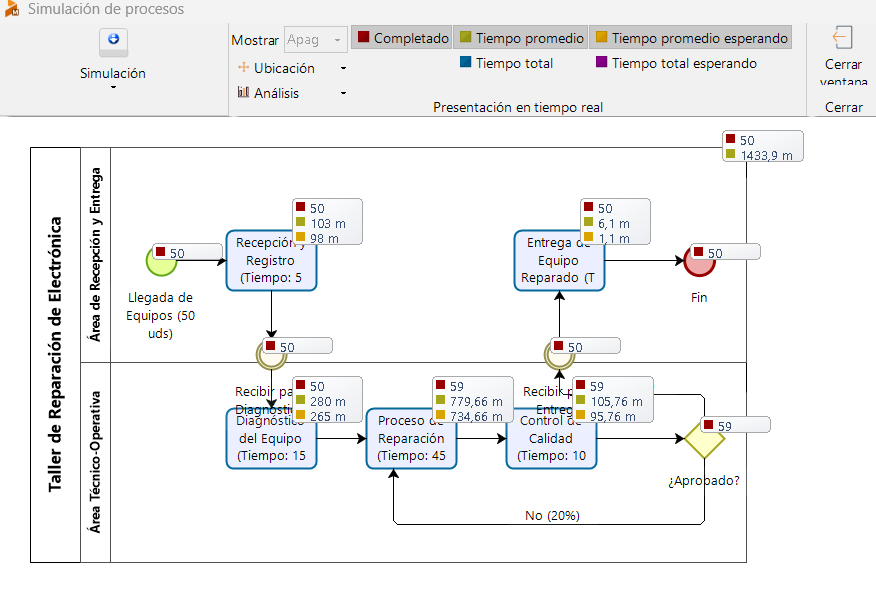 Simulación de procesos
Simulación
Mostrar Apag
Ubicación
Análisis
Completado
Tiempo promedio
Tiempo promedio esperando
Tiempo total
Tiempo total esperando
Presentación en tiempo real
Cerrar
ventana
Cerrar
50
1433,9 m
Taller de Reparación de Electrónica
Área de Recepción y Entrega
50
Llegada de
Equipos (50
uds)
50
103 m
98 m
Recepción y
Registro
(Tiempo: 5
50
6,1 m
1,1 m
Entrega de
Equipo
Reparado (T
50
Fin
50
Recibir pa
Diagnóstic
50
Recibir p
Entreg
Área Técnico-Operativa
50
280 m
265 m
Diagnóstico
del Equipo
(Tiempo: 15
59
779,66 m
734,66 m
Proceso de
Reparación
(Tiempo: 45
59
105,76 m
95,76 m
Control de
Calidad
(Tiempo: 10
59
¿Aprobado?
No (20%)